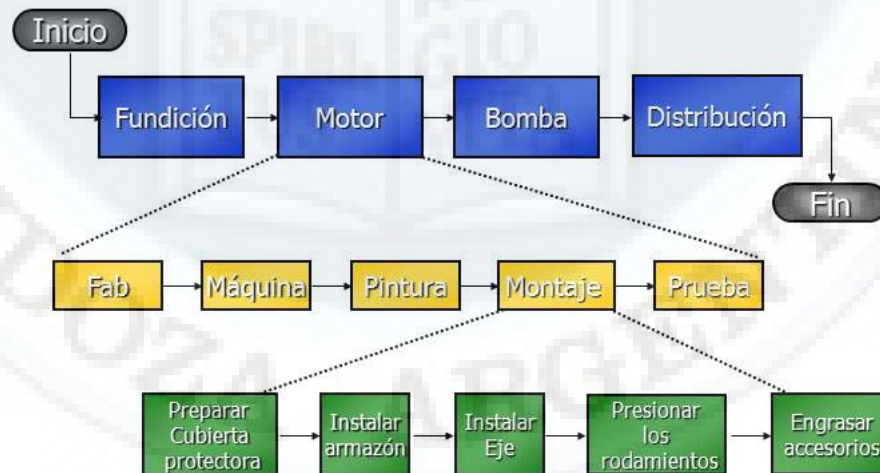 Inicio
Fundición
Motor
Bomba
Distribución
Fin
Fab
Máquina
Pintura
Montaje
Prueba
Preparar
Cubierta
protectora
Instalar
armazón
Instalar
Eje
Presionar
los
rodamientos
Engrasar
accesorios